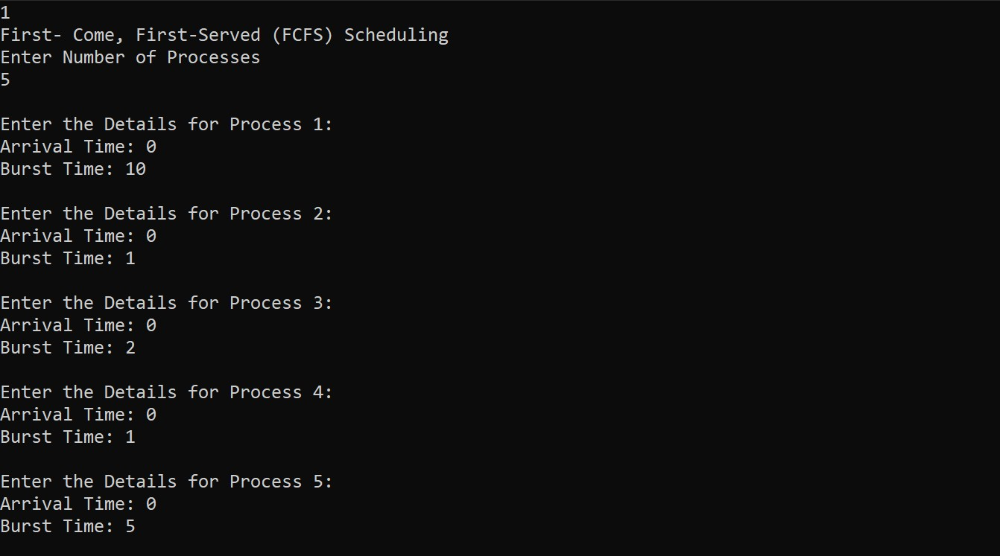 1
First- Come, First-Served (FCFS) Scheduling
Enter Number of Processes
5
Enter the Details for Process 1:
Arrival Time: 0
Burst Time: 10
Enter the Details for Process 2:
Arrival Time: 0
Burst Time: 1
Enter the Details for Process 3:
Arrival Time: 0
Burst Time: 2
Enter the Details for Process 4:
Arrival Time: 0
Burst Time: 1
Enter the Details for Process 5:
Arrival Time: 0
Burst Time: 5